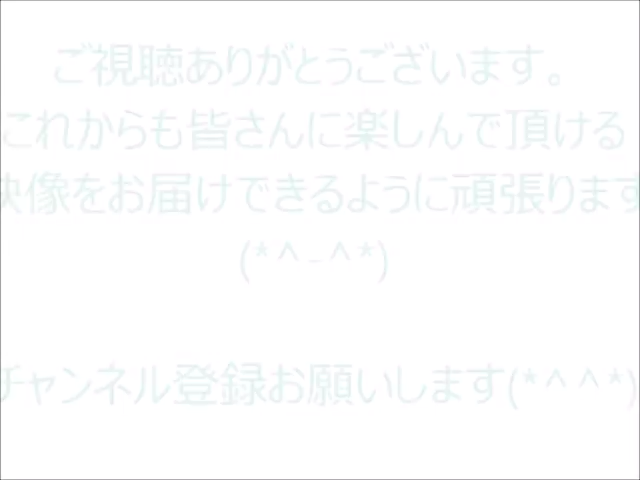 ご視聴ありがとうございます。
これからも皆さんに楽しんで頂ける
映像をお届けできるように頑張ります
(*^-^*)
チャンネル登録お願いします(*^^*)